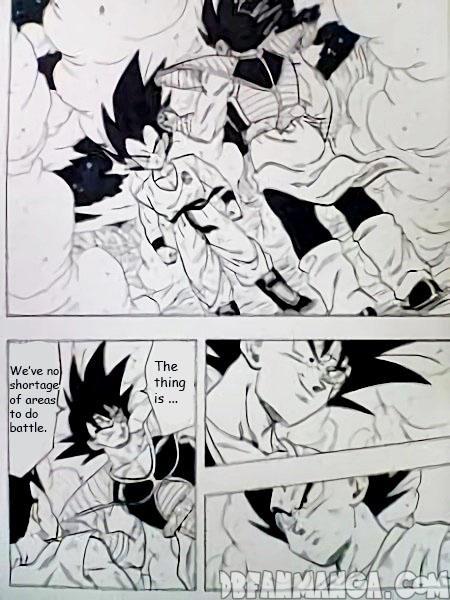 The
thing
is ...
We've no
shortage
of areas
to do
battle.
DBFANMANGA.COM